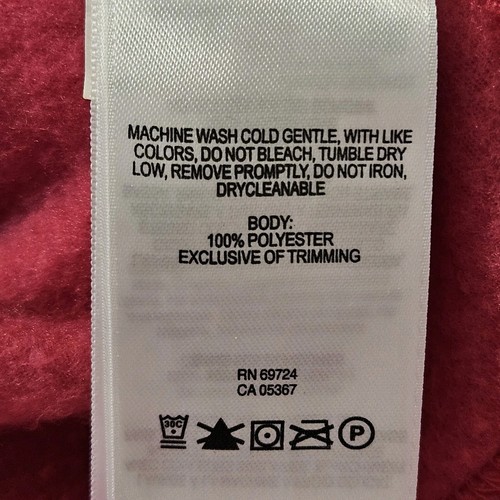 MACHINE WASH COLD GENTLE, WITH LIKE
COLORS, DO NOT BLEACH, TUMBLE DRY
LOW, REMOVE PROMPTLY, DO NOT IRON,
DRYCLEANABLE
BODY:
100% POLYESTER
EXCLUSIVE OF TRIMMING
RN 69724
CA 05367
30C P